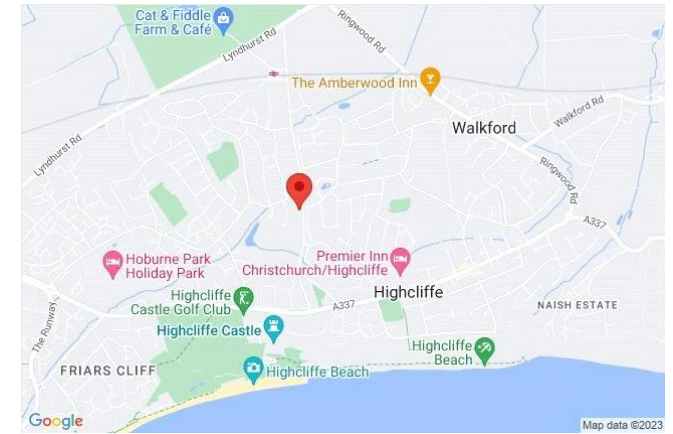 Cat & Fiddle
Farm & Café
Lyndhurst Rd
Ringwood Rd
The Amberwood Inn
Walkford
Walkford Rd
Lyndhurst Rd
Ringwood Rd
A337
Hoburne Park
Holiday Park
Premier Inn
Christchurch/Highcliffe
Highcliffe
Castle Golf Club
A337
Highcliffe
NAISH ESTATE
The Runway
Highcliffe Castle
Highcliffe
Beach
FRIARS CLIFF
Highcliffe Beach
Google
Map data ©2023